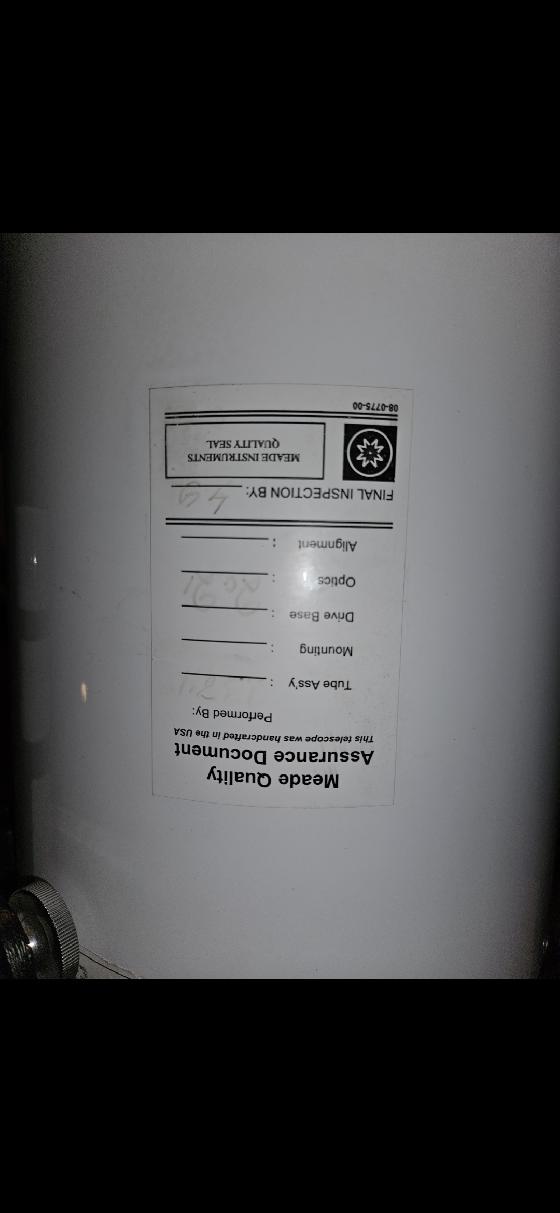 Meade Quality
Assurance Document
This telescope was handcrafted in the USA
Performed By:
Tube Ass'y :
Mounting :
Drive Base :
Optics :
Alignment :
FINAL INSPECTION BY:
MEADE INSTRUMENTS
QUALITY SEAL
08-0775-00